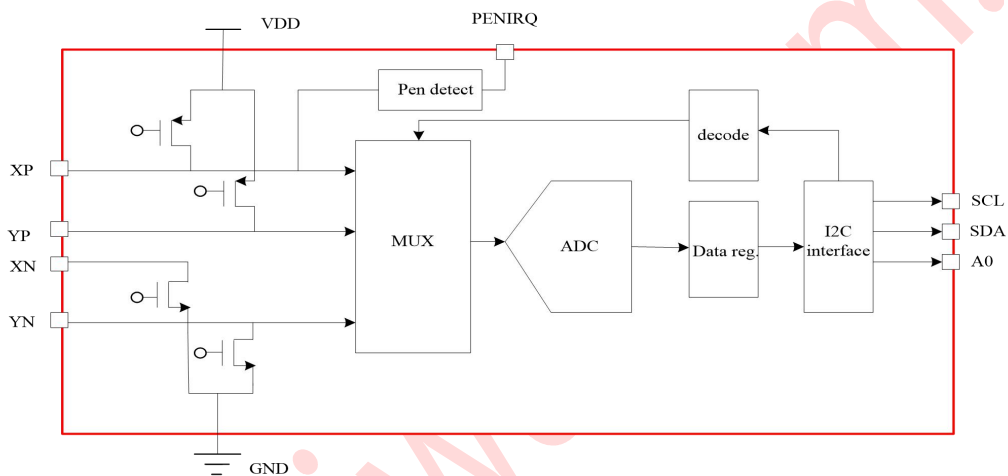 VDD
PENIRQ
Pen detect
decode
XP
YP
XN
YN
MUX
ADC
Data reg.
I2C
interface
SCL
SDA
A0
GND